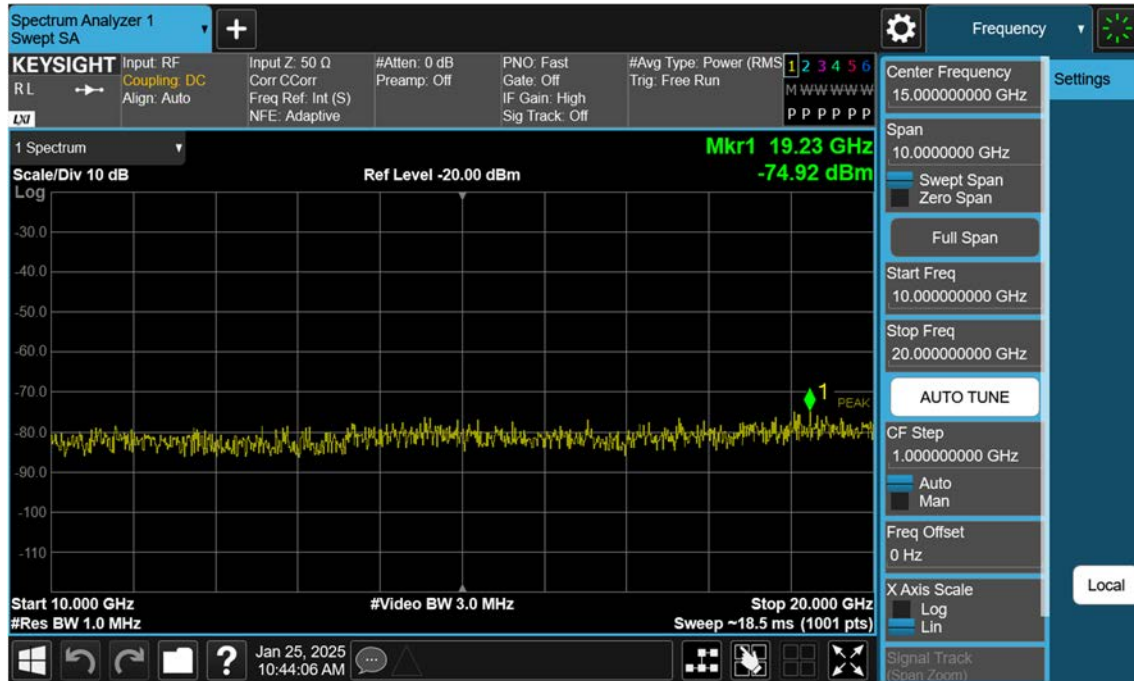 Spectrum Analyzer 1
Swept SA
+
Frequency
KEYSIGHT
RL
LXI
Input: RF
Coupling: DC
Align: Auto
Input Z: 50 Ω
Corr CCorr
Freq Ref: Int (S)
NFE: Adaptive
#Atten: 0 dB
Preamp: Off
PNO: Fast
Gate: Off
IF Gain: High
Sig Track: Off
#Avg Type: Power (RMS
Trig: Free Run
1 2 3 4 5 6
M W W W W W
P P P P P P
1 Spectrum
Scale/Div 10 dB
Log
Ref Level -20.00 dBm
Mkr1 19.23 GHz
-74.92 dBm
-30.0
-40.0
-50.0
-60.0
-70.0
-80.0
-90.0
-100
-110
1
PEAK
Start 10.000 GHz
#Res BW 1.0 MHz
#Video BW 3.0 MHz
Stop 20.000 GHz
Sweep ~18.5 ms (1001 pts)
Center Frequency
15.000000000 GHz
Span
10.0000000 GHz
Swept Span
Zero Span
Full Span
Start Freq
10.000000000 GHz
Stop Freq
20.000000000 GHz
AUTO TUNE
CF Step
1.000000000 GHz
Auto
Man
Freq Offset
0 Hz
X Axis Scale
Log
Lin
Signal Track
(Span Zoom)
Settings
Local
?
Jan 25, 2025
10:44:06 AM